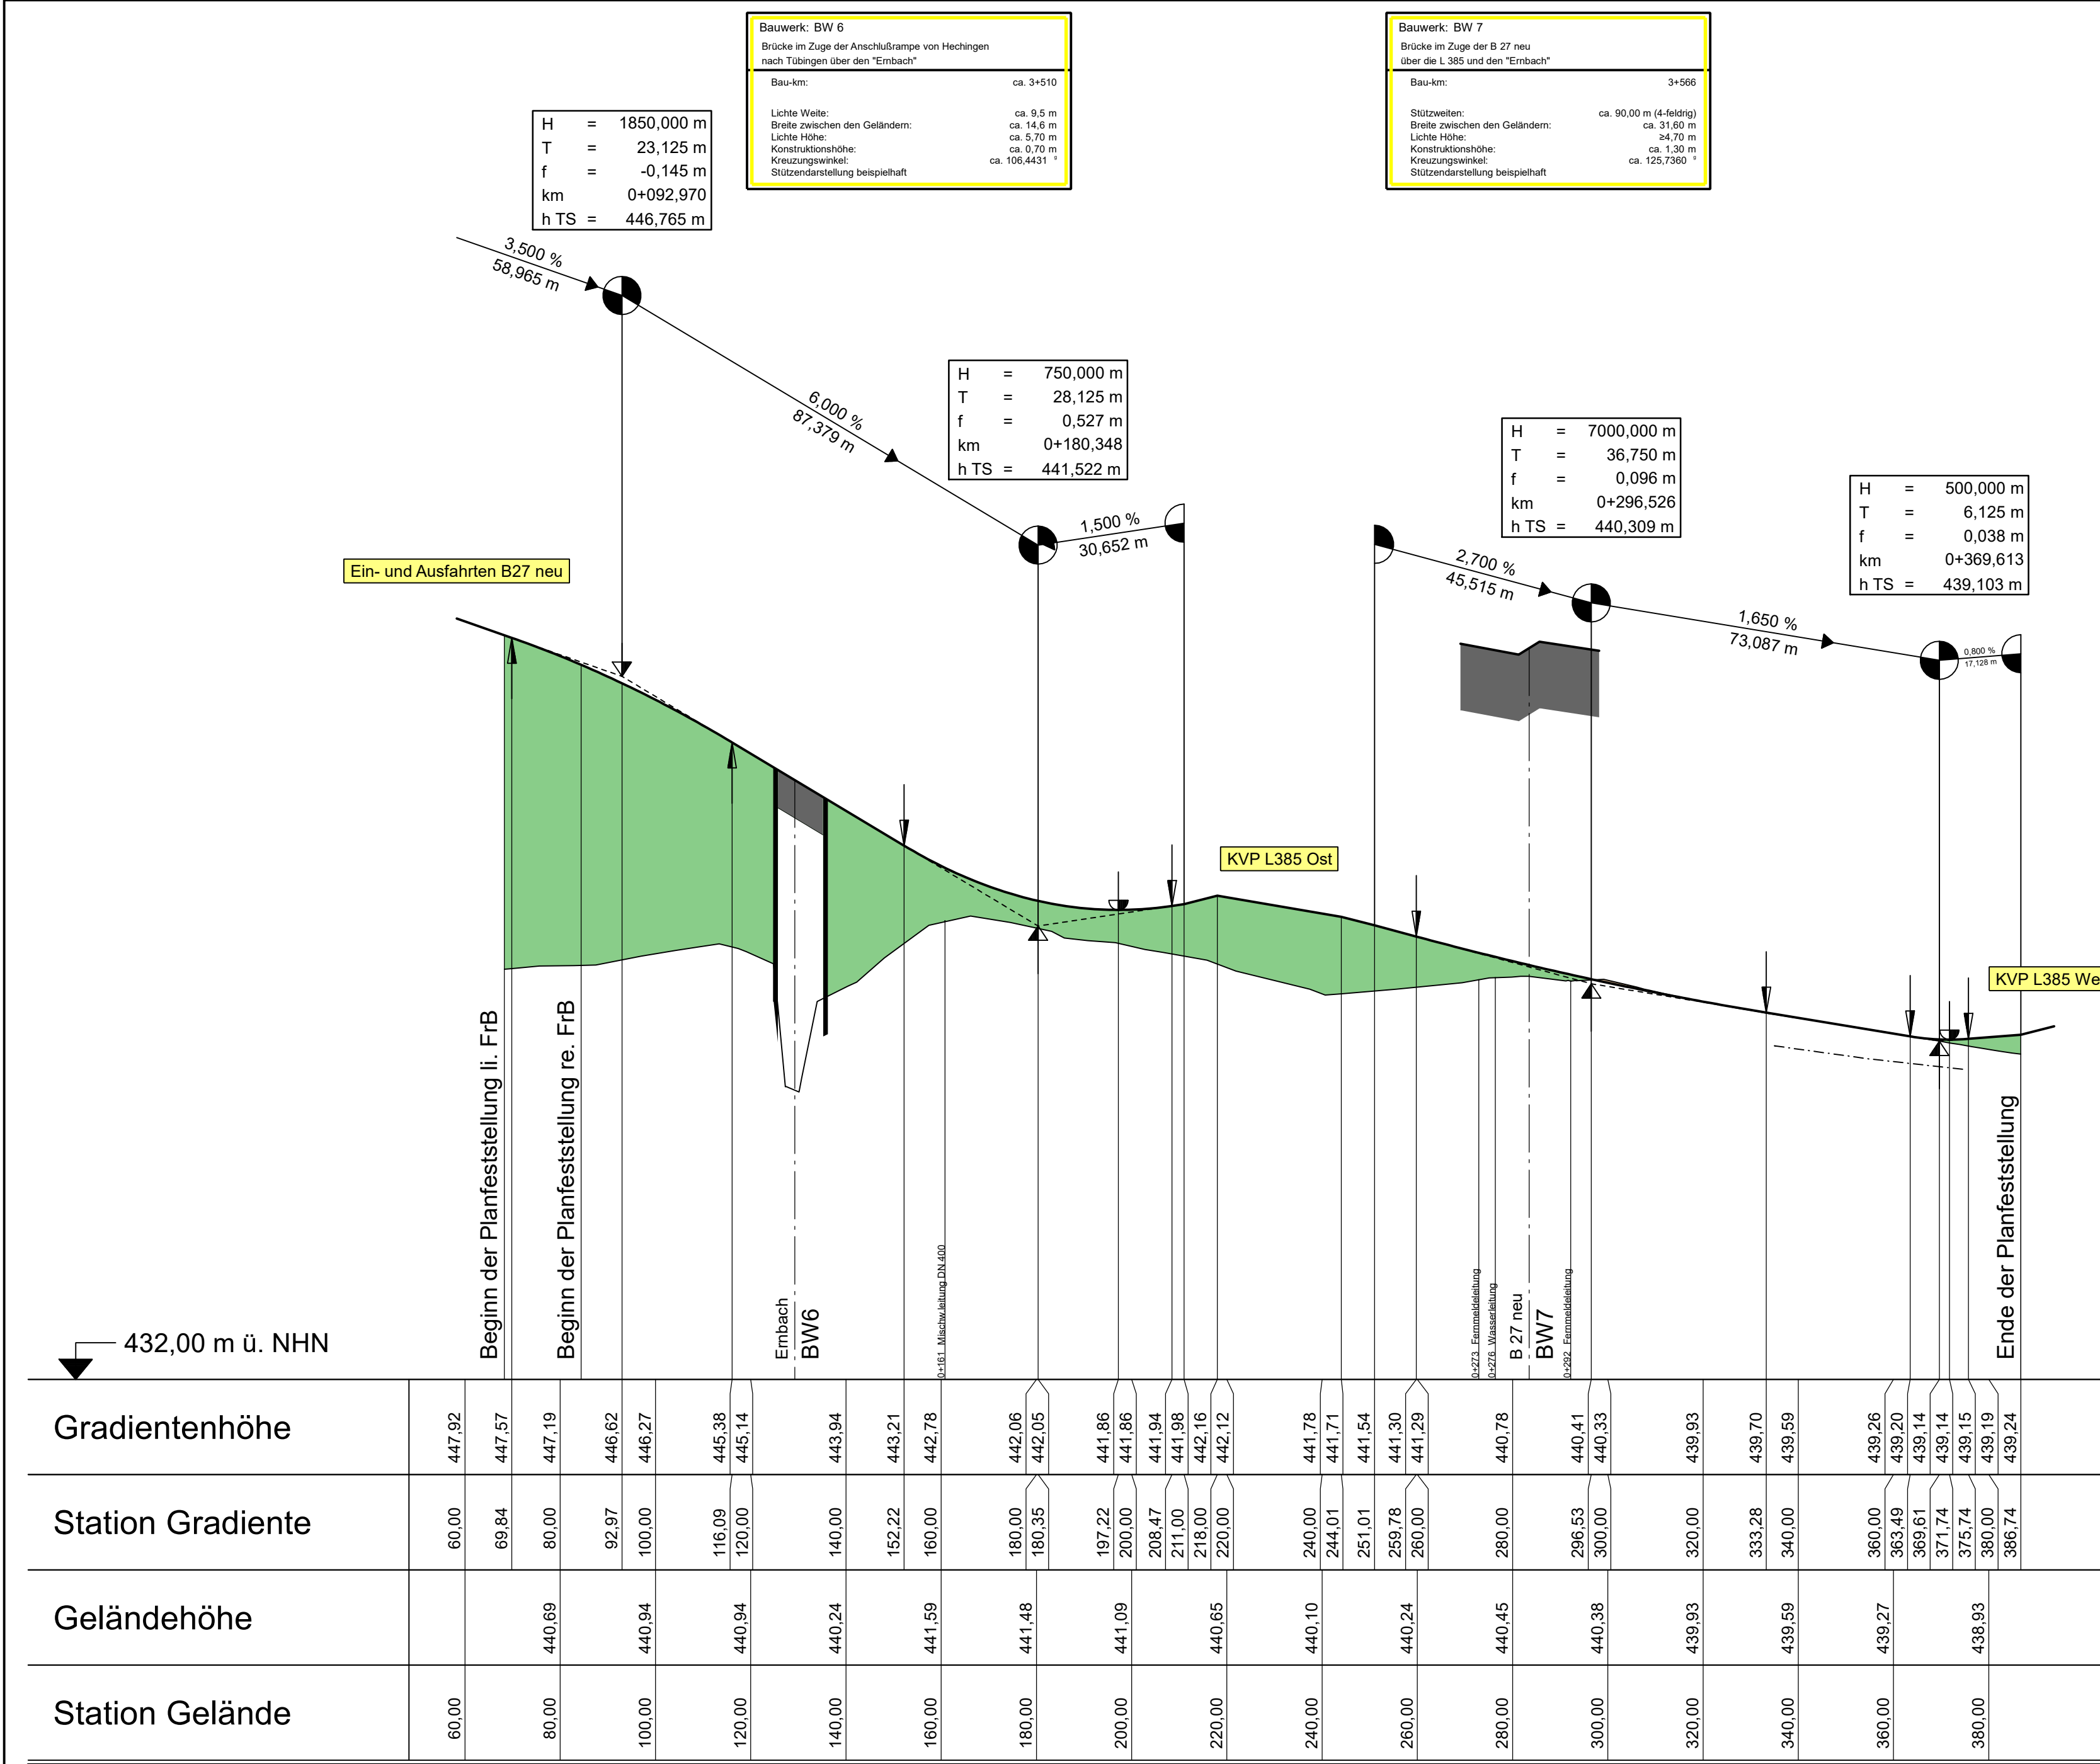 Bauwerk: BW 6
Brücke im Zuge der Anschlußrampe von Hechingen
nach Tübingen über den "Ernbach"
Bau-km: ca. 3+510
Lichte Weite: ca. 9,5 m
Breite zwischen den Geländern: ca. 14,6 m
Lichte Höhe: ca. 5,70 m
Konstruktionshöhe: ca. 0,70 m
Kreuzungswinkel: ca. 106,4431 g
Stützendarstellung beispielhaft
Bauwerk: BW 7
Brücke im Zuge der B 27 neu
über die L 385 und den "Ernbach"
Bau-km: 3+566
Stützweiten: ca. 90,00 m (4-feldrig)
Breite zwischen den Geländern: ca. 31,60 m
Lichte Höhe: ≥4,70 m
Konstruktionshöhe: ca. 1,30 m
Kreuzungswinkel: ca. 125,7360 g
Stützendarstellung beispielhaft
H = 1850,000 m
T = 23,125 m
f = -0,145 m
km 0+092,970
h TS = 446,765 m
3,500 %
58,965 m
6,000 %
87,379 m
H = 750,000 m
T = 28,125 m
f = 0,527 m
km 0+180,348
h TS = 441,522 m
1,500 %
30,652 m
H = 7000,000 m
T = 36,750 m
f = 0,096 m
km 0+296,526
h TS = 440,309 m
2,700 %
45,515 m
H = 500,000 m
T = 6,125 m
f = 0,038 m
km 0+369,613
h TS = 439,103 m
1,650 %
73,087 m
0,800 %
17,128 m
Ein- und Ausfahrten B27 neu
KVP L385 Ost
KVP L385 We
Beginn der Planfeststellung li. FrB
Beginn der Planfeststellung re. FrB
Ernbach
BW6
0+161 Mischw.leitung DN 400
0+273 Fernmeldeleitung
0+276 Wasserleitung
B 27 neu
BW7
0+292 Fernmeldeleitung
Ende der Planfeststellung
432,00 m ü. NHN
Gradientenhöhe 447,92 447,57 447,19 446,62 446,27 445,38 445,14 443,94 443,21 442,78 442,06 442,05 441,86 441,86 441,94 441,98 442,16 442,12 441,78 441,71 441,54 441,30 441,29 440,78 440,41 440,33 439,93 439,70 439,59 439,26 439,20 439,14 439,14 439,15 439,19 439,24
Station Gradiente 60,00 69,84 80,00 92,97 100,00 116,09 120,00 140,00 152,22 160,00 180,00 180,35 197,22 200,00 208,47 211,00 218,00 220,00 240,00 244,01 251,01 259,78 260,00 280,00 296,53 300,00 320,00 333,28 340,00 360,00 363,49 369,61 371,74 375,74 380,00 386,74
Geländehöhe 440,69 440,94 440,94 440,24 441,59 441,48 441,09 440,65 440,10 440,24 440,45 440,38 439,93 439,59 439,27 438,93
Station Gelände 60,00 80,00 100,00 120,00 140,00 160,00 180,00 200,00 220,00 240,00 260,00 280,00 300,00 320,00 340,00 360,00 380,00